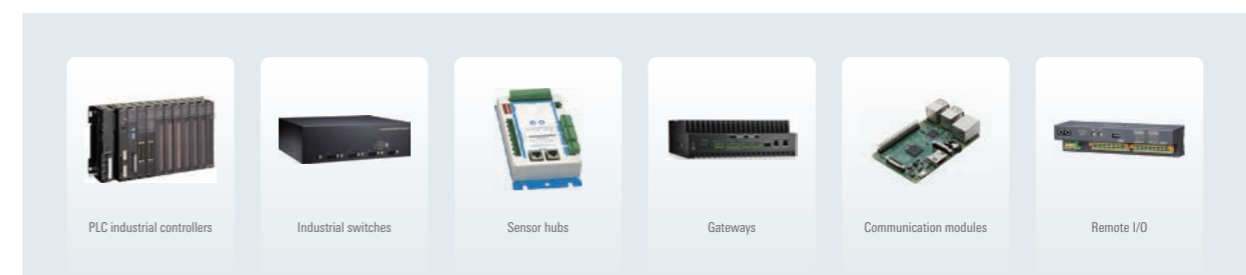 PLC industrial controllers
Industrial switches
Sensor hubs
Gateways
Communication modules
Remote I/O